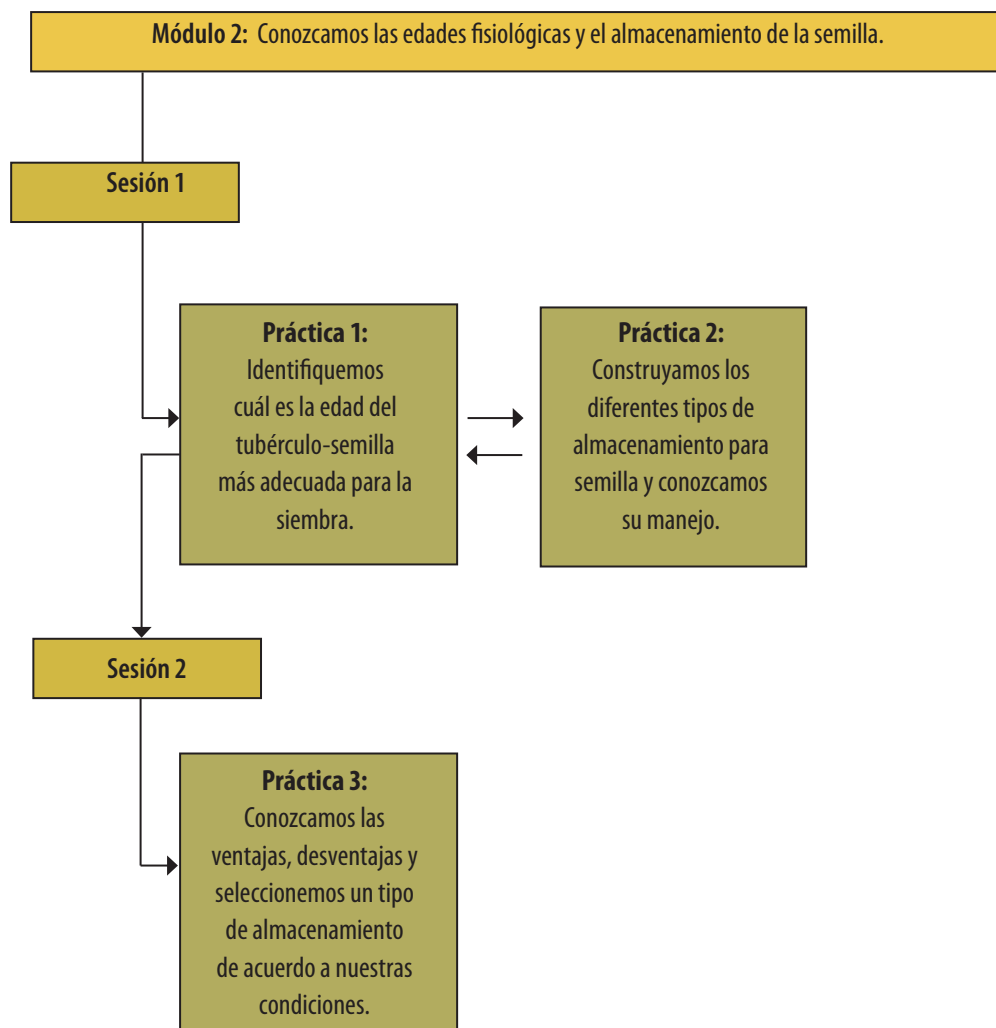 Módulo 2: Conozcamos las edades fisiológicas y el almacenamiento de la semilla.
Sesión 1
Práctica 1:
Identifiquemos
cuál es la edad del
tubérculo-semilla
más adecuada para la
siembra.
Práctica 2:
Construyamos los
diferentes tipos de
almacenamiento para
semilla y conozcamos
su manejo.
Sesión 2
Práctica 3:
Conozcamos las
ventajas, desventajas y
seleccionemos un tipo
de almacenamiento
de acuerdo a nuestras
condiciones.